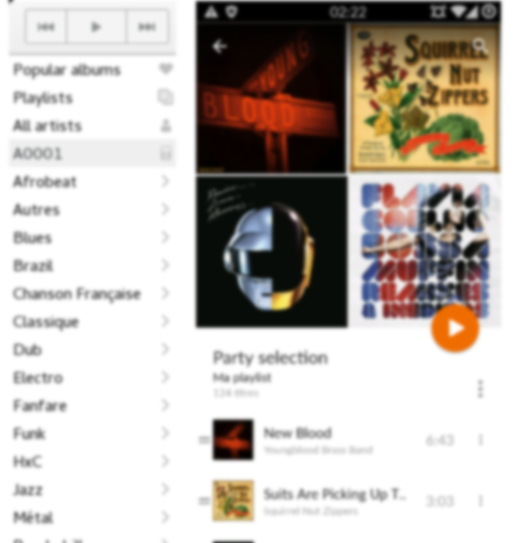 Popular albums
Playlists
All artists
A0001
Afrobeat
Autres
Blues
Brazil
Chanson Française
Classique
Dub
Electro
Fanfare
Funk
HxC
Jazz
Métal
02:22
YOUNG
BLOOD
SQUIRREL
NUT
ZIPPERS
Party selection
Ma playlist
124 titres
New Blood
Youngblood Brass Band
6:43
Suits Are Picking Up T...
Squirrel Nut Zippers
3:03